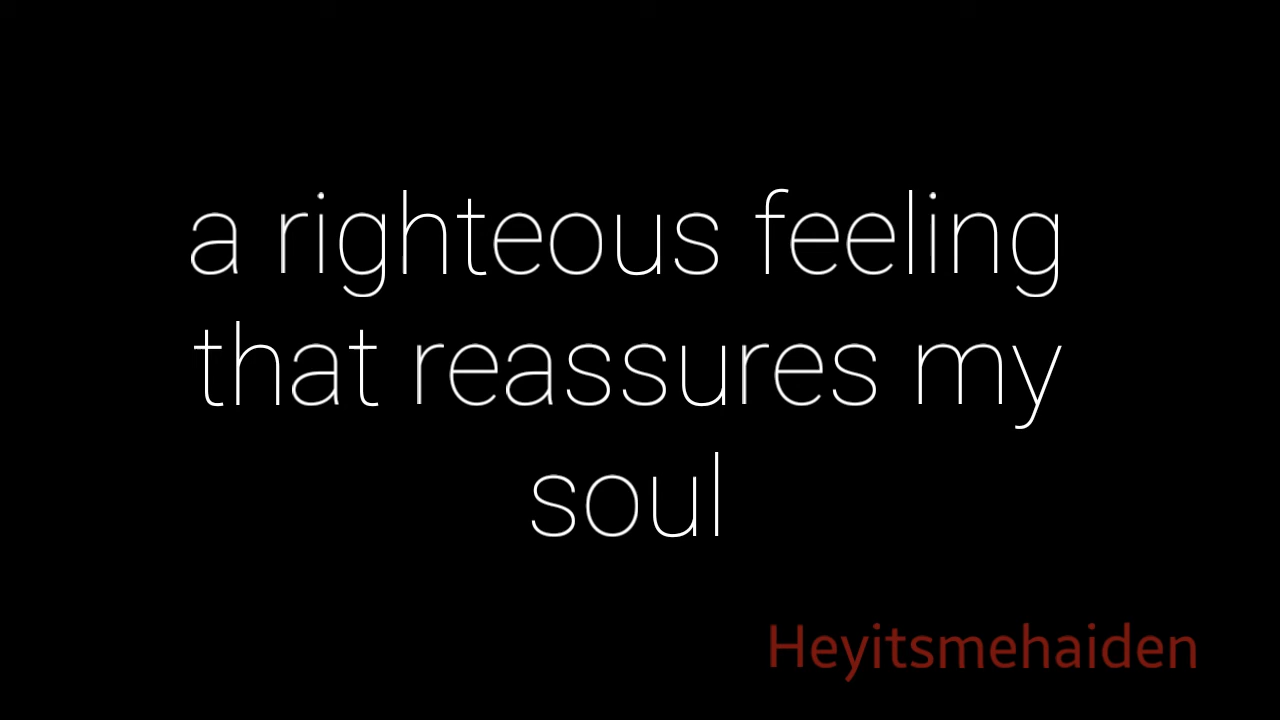 a righteous feeling
that reassures my
soul
Heyitsmehaiden